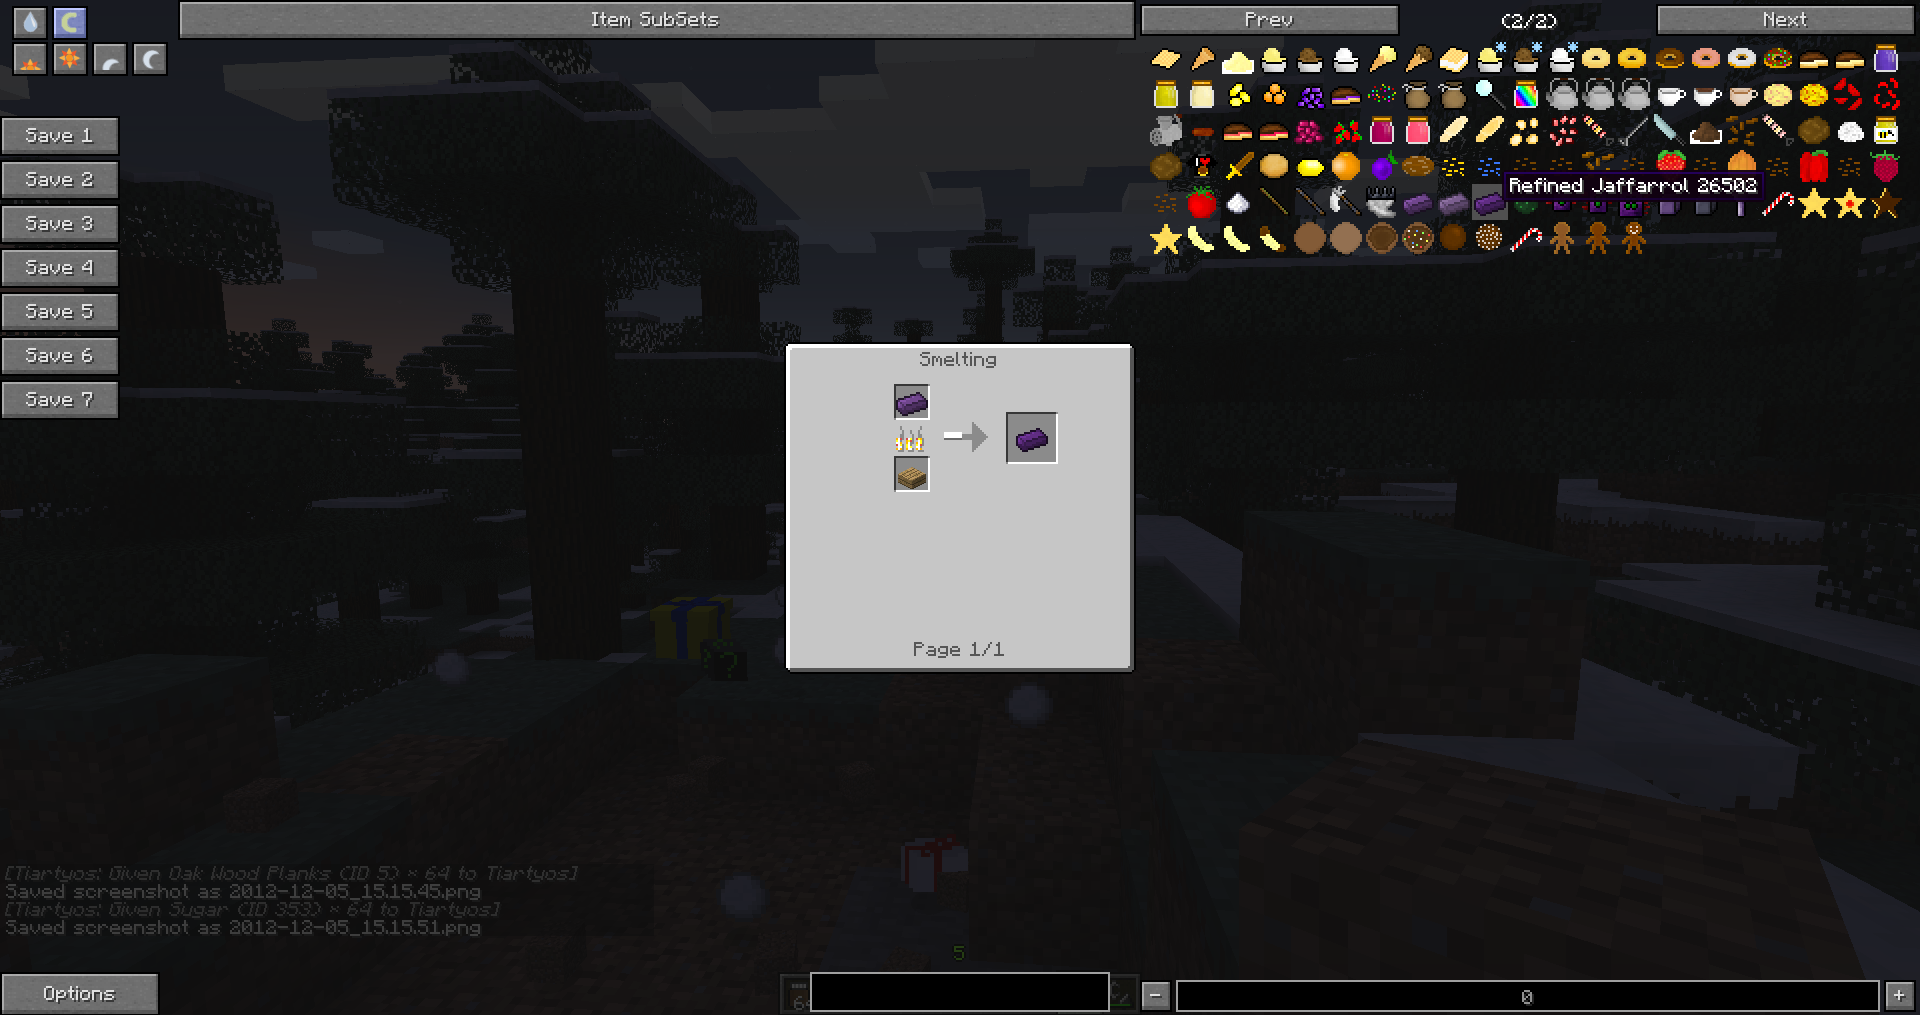 Item SubSets
Prev
(2/2)
Next
Save 1
Save 2
Save 3
Save 4
Save 5
Save 6
Save 7
Refined Jaffarrol 26502
Smelting
Page 1/1
[Tiartyos: Given Oak Wood Planks (ID 5) × 64 to Tiartyos]
Saved screenshot as 2012-12-05_15.15.45.png
[Tiartyos: Given Sugar (ID 353) × 64 to Tiartyos]
Saved screenshot as 2012-12-05_15.15.51.png
5
Options
-
0
+